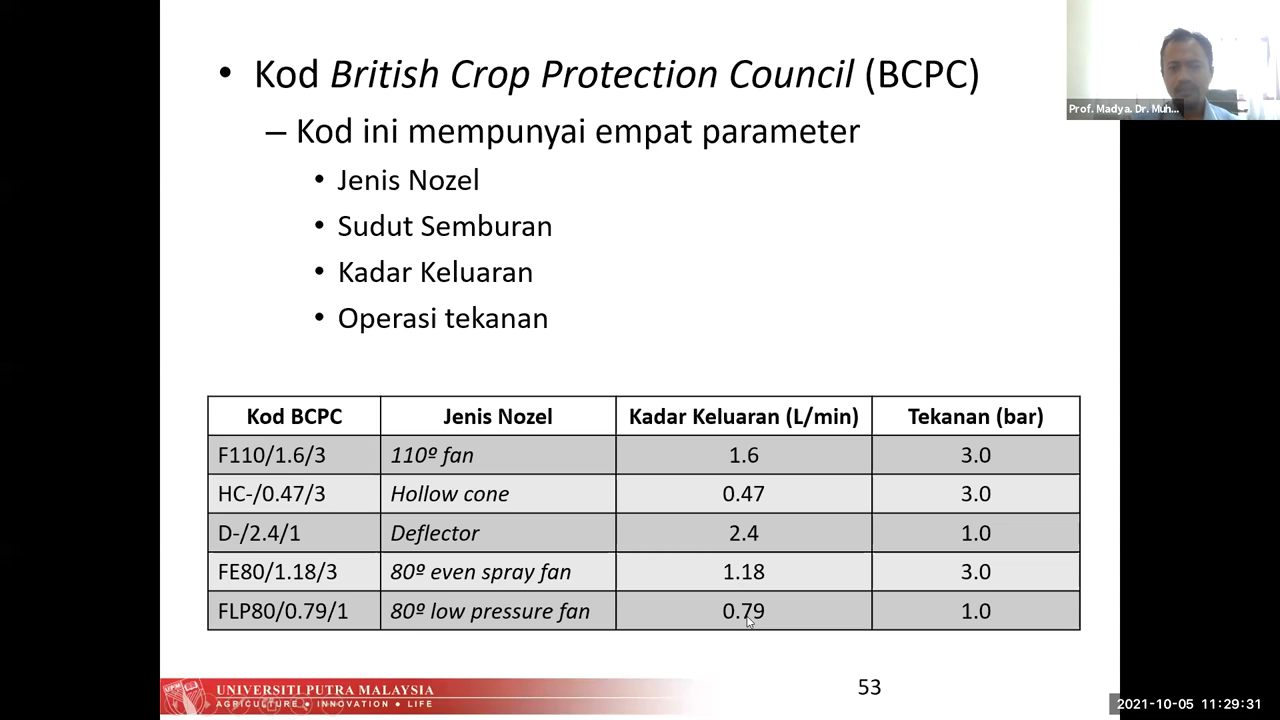 • Kod British Crop Protection Council (BCPC)
– Kod ini mempunyai empat parameter
• Jenis Nozel
• Sudut Semburan
• Kadar Keluaran
• Operasi tekanan
Kod BCPC Jenis Nozel Kadar Keluaran (L/min) Tekanan (bar)
F110/1.6/3 110º fan 1.6 3.0
HC-/0.47/3 Hollow cone 0.47 3.0
D-/2.4/1 Deflector 2.4 1.0
FE80/1.18/3 80º even spray fan 1.18 3.0
FLP80/0.79/1 80º low pressure fan 0.79 1.0
UNIVERSITI PUTRA MALAYSIA
AGRICULTURE • INNOVATION • LIFE
53
Prof. Madya. Dr. Muh...
2021-10-05 11:29:31